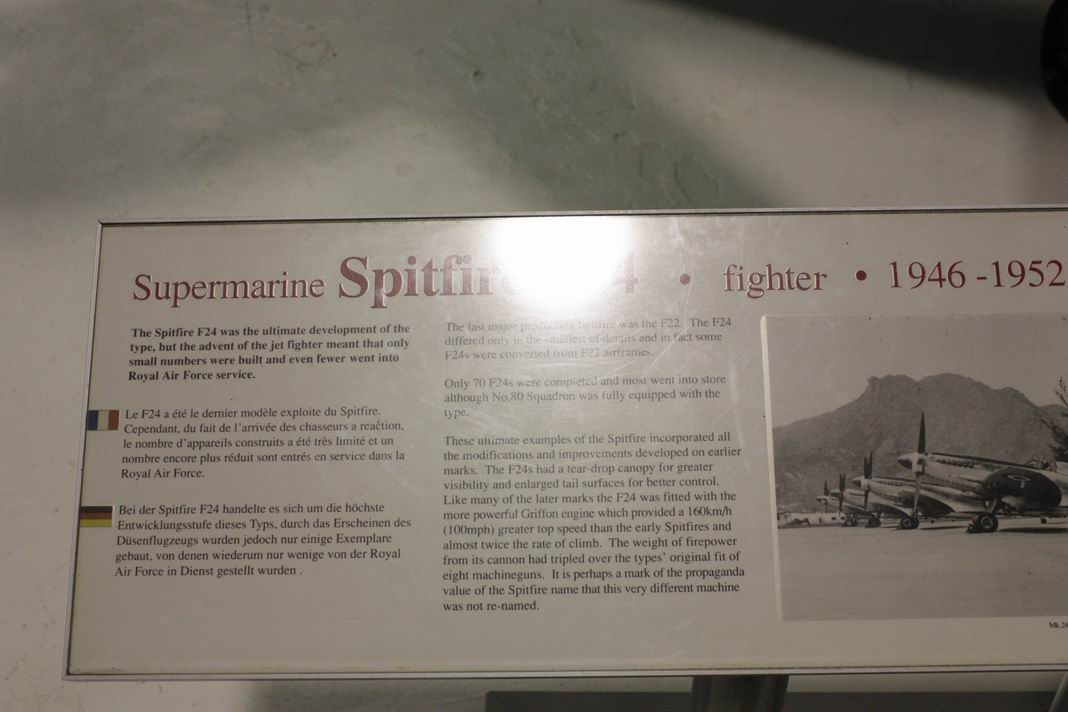 Supermarine Spitfire 4 • fighter • 1946 -1952
The Spitfire F24 was the ultimate development of the
type, but the advent of the jet fighter meant that only
small numbers were built and even fewer went into
Royal Air Force service.
Le F24 a été le dernier modèle exploite du Spitfire.
Cependant, du fait de l'arrivée des chasseurs a reaction,
le nombre d'appareils construits a été très limité et un
nombre encore plus réduit sont entrés en service dans la
Royal Air Force.
Bei der Spitfire F24 handelte es sich um die höchste
Entwicklungsstufe dieses Typs, durch das Erscheinen des
Düsenflugzeugs wurden jedoch nur einige Exemplare
gebaut, von denen wiederum nur wenige von der Royal
Air Force in Dienst gestellt wurden .
The last major production Spitfire was the F22. The F24
differed only in the smallest of details and in fact some
F24s were converted from F22 airframes.
Only 70 F24s were completed and most went into store
although No.80 Squadron was fully equipped with the
type.
These ultimate examples of the Spitfire incorporated all
the modifications and improvements developed on earlier
marks. The F24s had a tear-drop canopy for greater
visibility and enlarged tail surfaces for better control.
Like many of the later marks the F24 was fitted with the
more powerful Griffon engine which provided a 160km/h
(100mph) greater top speed than the early Spitfires and
almost twice the rate of climb. The weight of firepower
from its cannon had tripled over the types' original fit of
eight machineguns. It is perhaps a mark of the propaganda
value of the Spitfire name that this very different machine
was not re-named.